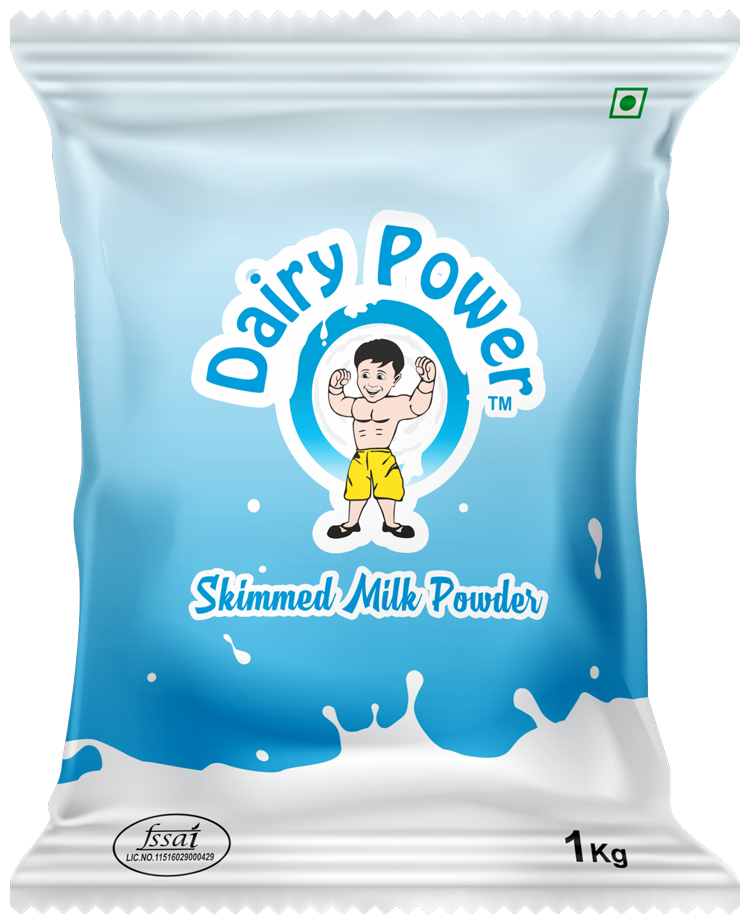 Dairy Power
TM
Skimmed Milk Powder
fssai
LIC.NO.11516029000429
1Kg